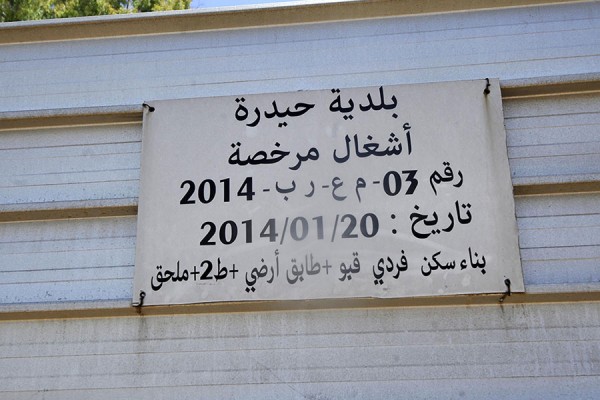 بلدية حيدرة
أشغال مرخصة
رقم 03- م ع- ر ب- 2014
تاريخ : 2014/01/20
بناء سكن فردي قبو +طابق أرضي +ط2+ملحق